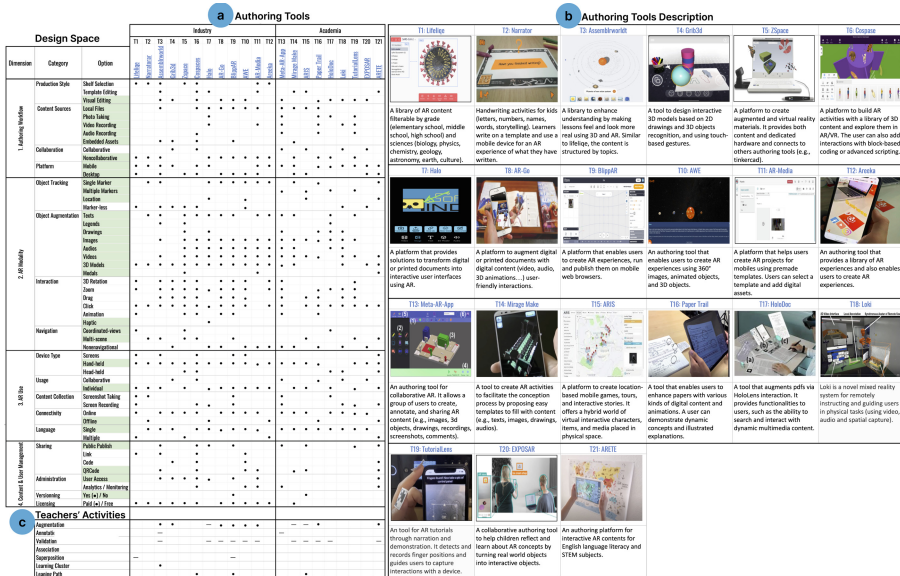 a Authoring Tools
b Authoring Tools Description
Design Space
Industry
Academia
T1 T2 T3 T4 T5 T6 T7 T8 T9 T10 T11 T12 T13 T14 T15 T16 T17 T18 T19 T20 T21
Dimension Category Option
1. Authoring Workflow
Production Style Shelf Selection
Template Editing
Visual Editing
Content Sources Local Files
Photo Taking
Video Recording
Audio Recording
Embedded Assets
Collaboration Collaborative
Noncollaborative
Platform Mobile
Desktop
2. AR Modality
Object Tracking Single Marker
Multiple Markers
Location
Marker-less
Object Augmentation Texts
Legends
Drawings
Images
Audios
Videos
3D Models
Modals
Interaction 3D Rotation
Zoom
Drag
Click
Animation
Haptic
Navigation Coordinated-views
Multi-scene
Nonnavigational
3. AR Use
Device Type Screens
Hand-held
Head-held
Usage Collaborative
Individual
Content Collection Screenshot Taking
Screen Recording
Connectivity Online
Offline
Language Single
Multiple
4. Content & User Management
Sharing Public Publish
Link
Code
QRCode
Administration User Access
Analytics / Monitoring
Versionning Yes (●) / No
Licensing Paid (●) / Free
c Teachers' Activities
Augmentation
Validation
Association
Superposition
Learning Cluster
T1: Lifeliqe
A library of AR content
filterable by grade
(elementary school, middle
school, high school) and
sciences (biology, physics,
chemistry, geology,
astronomy, earth, culture).
T2: Narrator
Handwriting activities for kids
(letters, numbers, names,
words, storytelling). Learners
write on a template and use a
mobile device for an AR
experience of what they have
written.
T3: Assemblrworldt
A library to enhance
understanding by making
lessons feel and look more
real using 3D and AR. Similar
to lifeliqe, the content is
structured by topics.
T4: Grib3d
A tool to design interactive
3D models based on 2D
drawings and 3D objects
recognition, and using touch-
based gestures.
T5: ZSpace
A platform to create
augmented and virtual reality
materials. It provides both
content and dedicated
hardware and connects to
others authoring tools (e.g.,
tinkercad).
T6: Cospase
A platform to build AR
activities with a library of 3D
content and explore them in
AR/VR. The user can also add
interactions with block-based
coding or advanced scripting.
T7: Halo
A platform that provides
solutions to transform digital
or printed documents into
interactive user interfaces
using AR.
T8: AR-Go
A platform to augment digital
or printed documents with
digital content (video, audio,
3D animations....) user-
friendly interactions.
T9: BlippAR
A platform that enables users
to create AR experiences, run
and publish them on mobile
web browsers.
T10: AWE
An authoring tool that
enables users to create AR
experiences using 360°
images, animated objects,
and 3D objects.
T11: AR-Media
A platform that helps users
create AR projects for
mobiles using premade
templates. Users can select a
template and add digital
assets.
T12: Areeka
An authoring tool that
provides a library of AR
experiences and also enables
users to create AR
experiences.
T13: Meta-AR-App
An authoring tool for
collaborative AR. It allows a
group of users to create,
annotate, and sharing AR
content (e.g., images, 3d
objects, drawings, recordings,
screenshots, comments).
T14: Mirage Make
A tool to create AR activities
to facilitate the conception
process by proposing easy
templates to fill with content
(e.g., texts, images, drawings,
audios).
T15: ARIS
A platform to create location-
based mobile games, tours,
and interactive stories. It
offers a hybrid world of
virtual interactive characters,
items, and media placed in
physical space.
T16: Paper Trail
A tool that enables users to
enhance papers with various
kinds of digital content and
animations. A user can
demonstrate dynamic
concepts and illustrated
explanations.
T17: HoloDoc
A tool that augments pdfs via
HoloLens interaction. It
provides functionalities to
users, such as the ability to
search and interact with
dynamic multimedia content.
T18: Loki
Loki is a novel mixed reality
system for remotely
instructing and guiding users
in physical tasks (using video,
audio and spatial capture).
T19: TutorialLens
An tool for AR tutorials
through narration and
demonstration. It detects and
records finger positions and
guides users to capture
interactions with a device.
T20: EXPOSAR
A collaborative authoring tool
to help children reflect and
learn about AR concepts by
turning real world objects
into interactive objects.
T21: ARETE
An authoring platform for
interactive AR contents for
English language literacy and
STEM subjects.